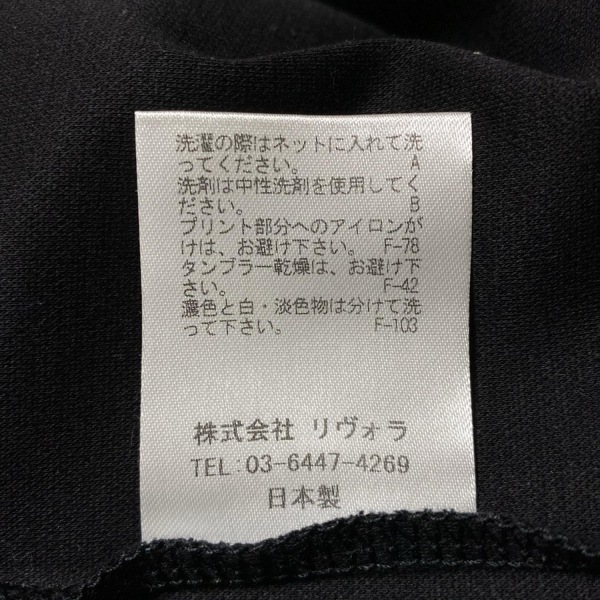 洗濯の際はネットに入れて洗
ってください。 A
洗剤は中性洗剤を使用してく
ださい。 B
プリント部分へのアイロンが
けは、お避け下さい。 F-78
タンブラー乾燥は、お避け下
さい。 F-42
濃色と白・淡色物は分けて洗
って下さい。 F-103
株式会社 リヴォラ
TEL:03-6447-4269
日本製